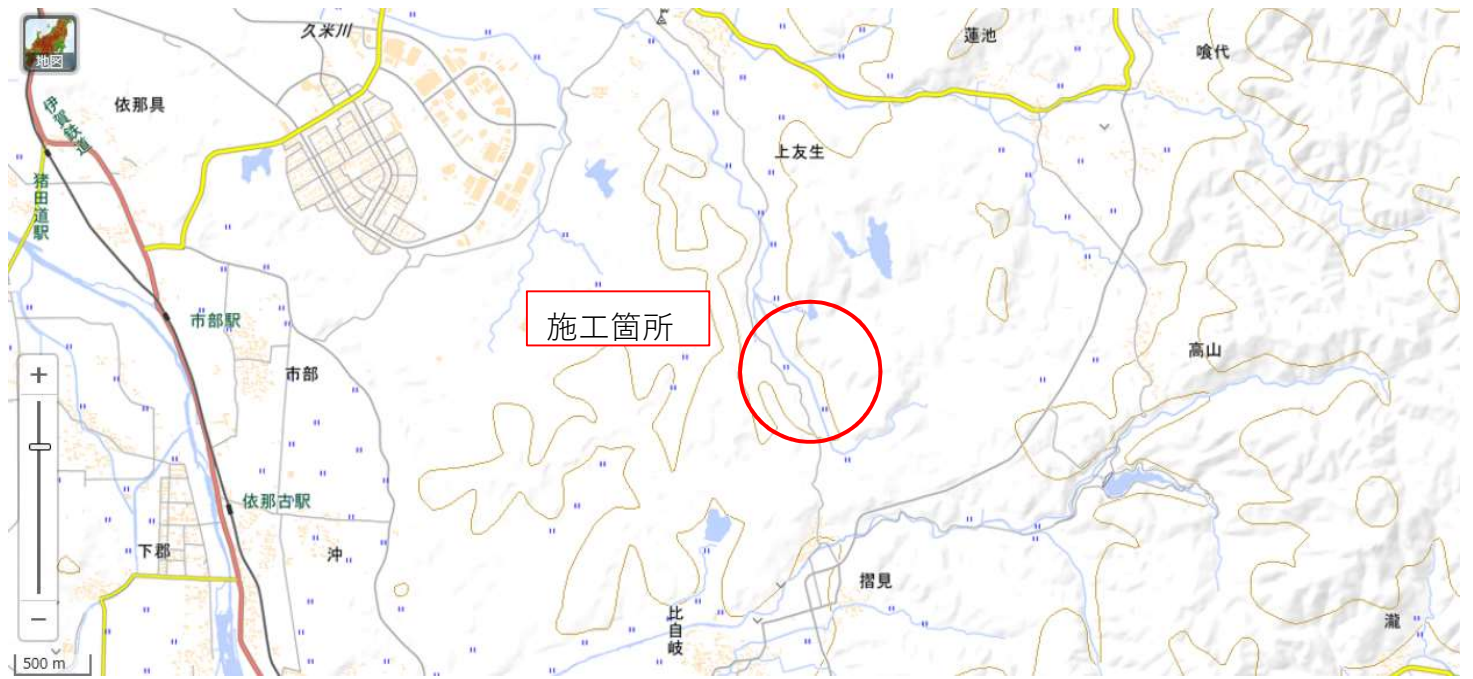 久米川
地図
蓮池
喰代
依那具
伊賀鉄道
上友生
猪田道駅
施工箇所
市部駅
市部
高山
+
依那古駅
下郡
沖
摺見
比自岐
−
瀧
500 m